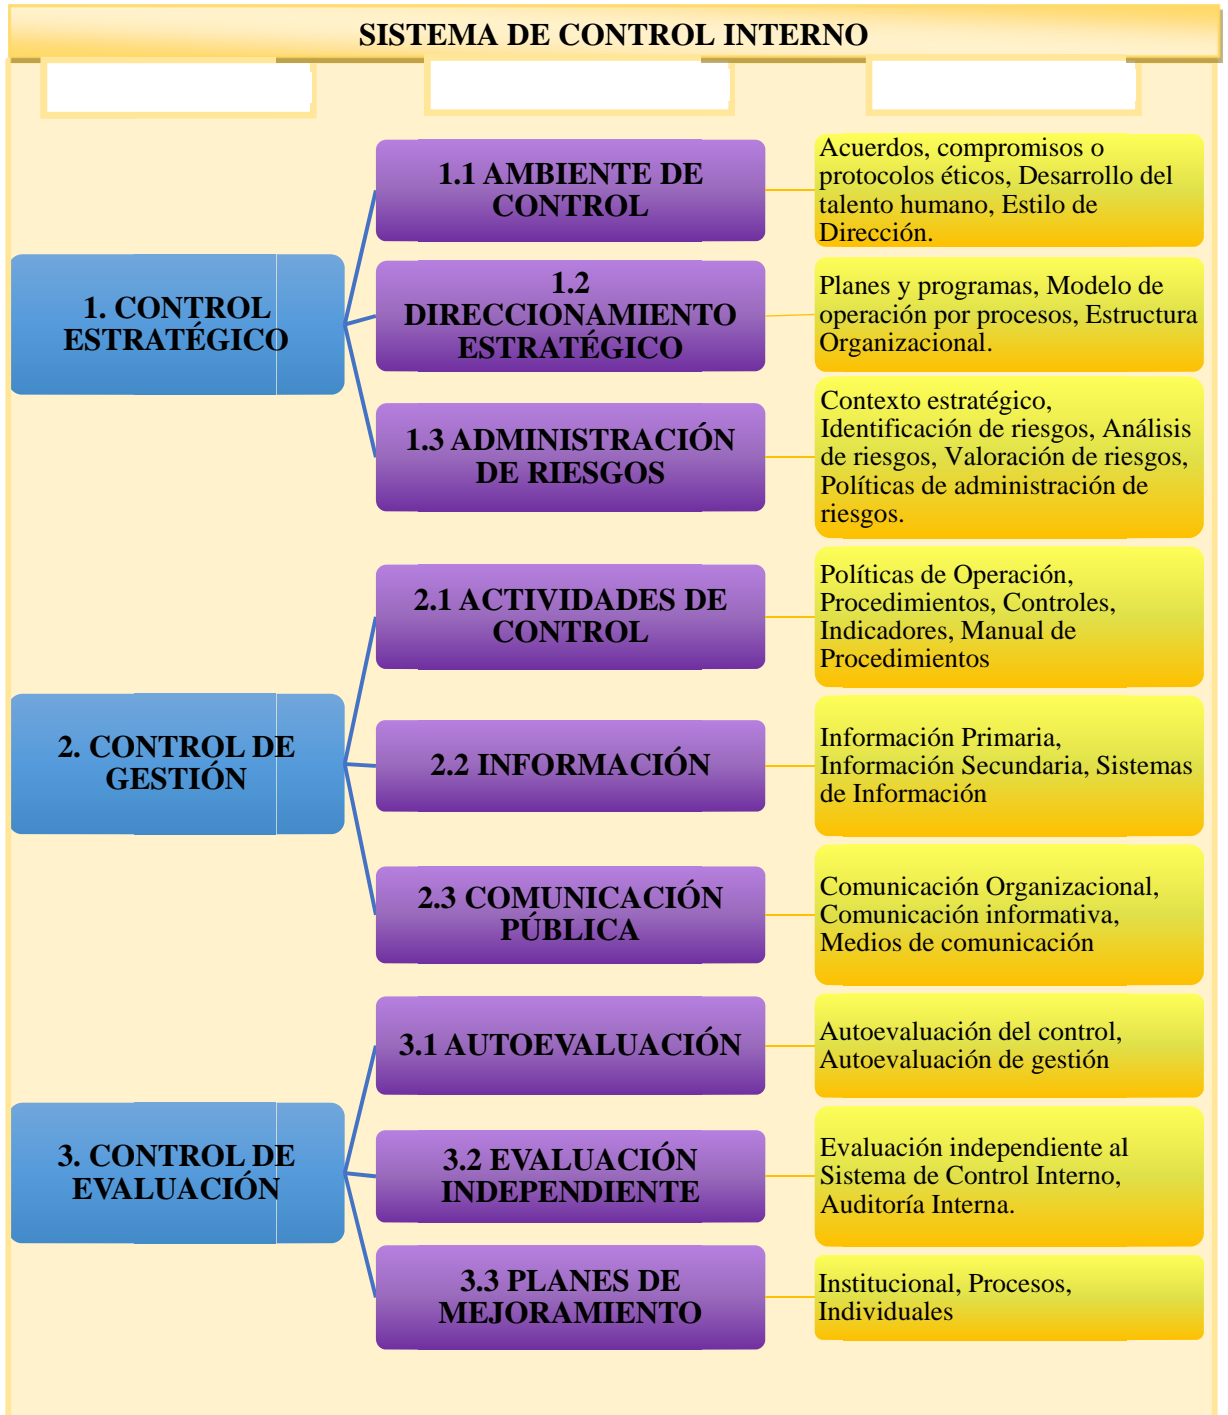 SISTEMA DE CONTROL INTERNO
1. CONTROL
ESTRATÉGICO
1.1 AMBIENTE DE
CONTROL
Acuerdos, compromisos o
protocolos éticos, Desarrollo del
talento humano, Estilo de
Dirección.
1.2
DIRECCIONAMIENTO
ESTRATÉGICO
Planes y programas, Modelo de
operación por procesos, Estructura
Organizacional.
1.3 ADMINISTRACIÓN
DE RIESGOS
Contexto estratégico,
Identificación de riesgos, Análisis
de riesgos, Valoración de riesgos,
Políticas de administración de
riesgos.
2. CONTROL DE
GESTIÓN
2.1 ACTIVIDADES DE
CONTROL
Políticas de Operación,
Procedimientos, Controles,
Indicadores, Manual de
Procedimientos
2.2 INFORMACIÓN
Información Primaria,
Información Secundaria, Sistemas
de Información
2.3 COMUNICACIÓN
PÚBLICA
Comunicación Organizacional,
Comunicación informativa,
Medios de comunicación
3. CONTROL DE
EVALUACIÓN
3.1 AUTOEVALUACIÓN
Autoevaluación del control,
Autoevaluación de gestión
3.2 EVALUACIÓN
INDEPENDIENTE
Evaluación independiente al
Sistema de Control Interno,
Auditoría Interna.
3.3 PLANES DE
MEJORAMIENTO
Institucional, Procesos,
Individuales